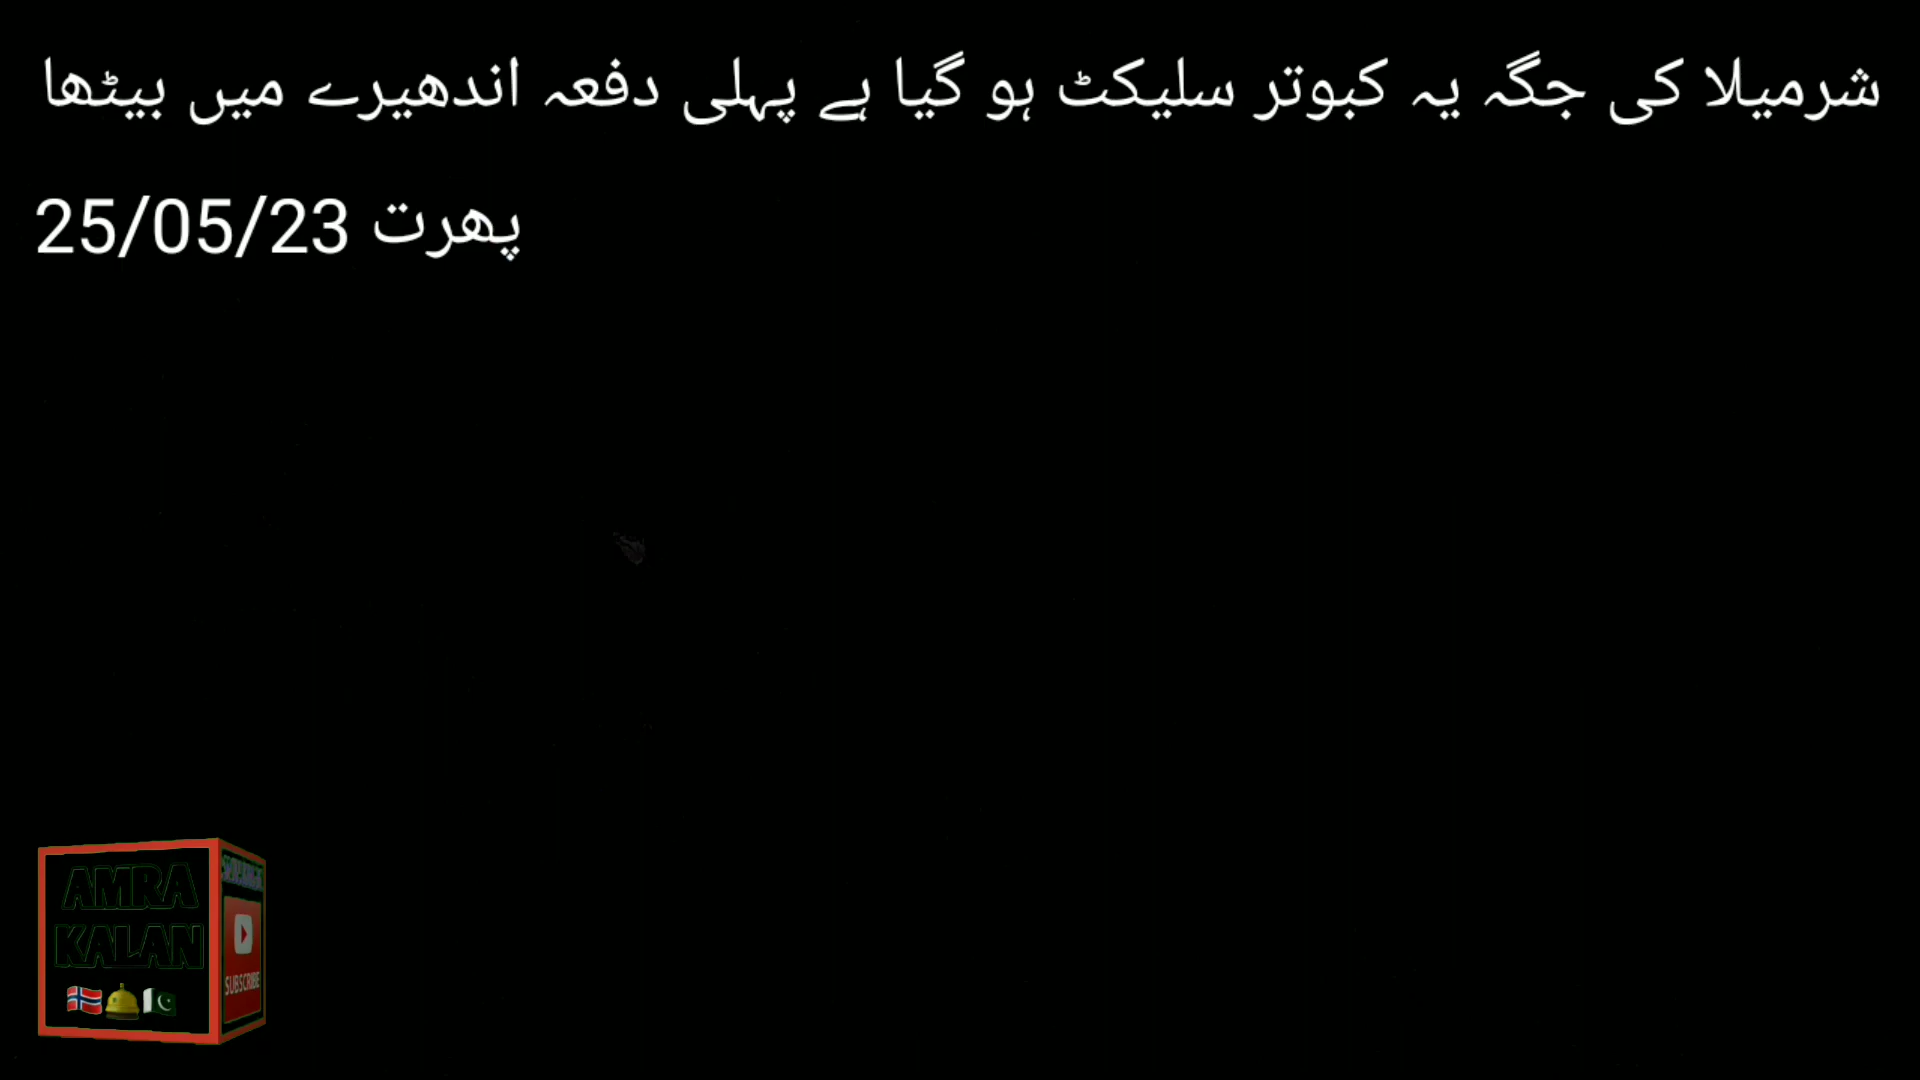 شرمیلا کی جگہ یہ کبوتر سلیکٹ ہو گیا ہے پہلی دفعہ اندھیرے میں بیٹھا
پھرت 25/05/23
AMRA
KALAN
SUBSCRIBE